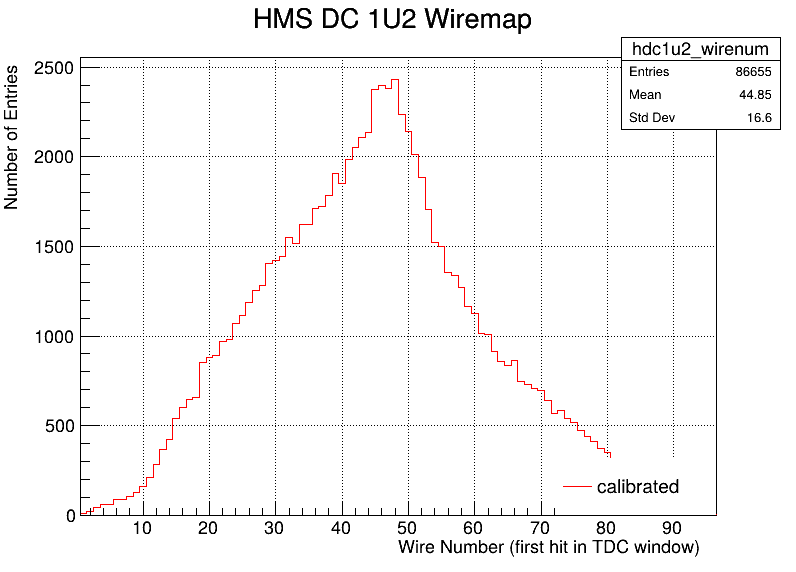 HMS DC 1U2 Wiremap
hdc1u2_wirenum
Entries 86655
Mean 44.85
Std Dev 16.6
Number of Entries
2500
2000
1500
1000
500
0
calibrated
10 20 30 40 50 60 70 80 90
Wire Number (first hit in TDC window)